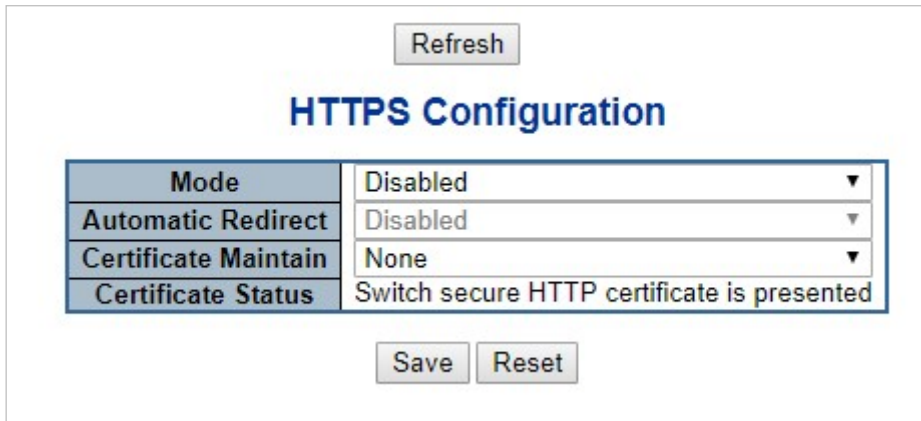 Refresh
HTTPS Configuration
Mode Disabled
Automatic Redirect Disabled
Certificate Maintain None
Certificate Status Switch secure HTTP certificate is presented
Save Reset